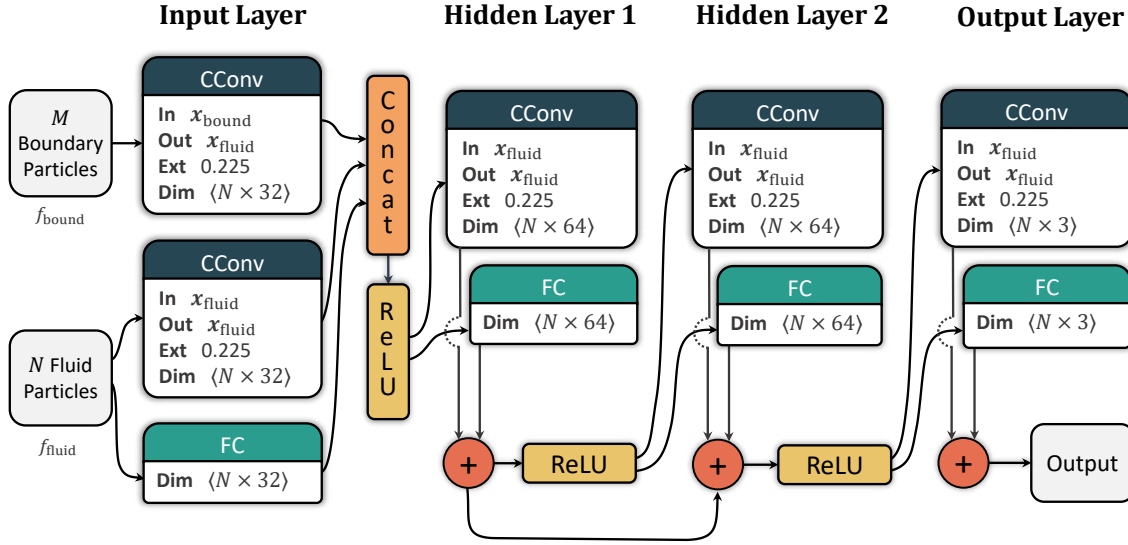 Input Layer
Hidden Layer 1
Hidden Layer 2
Output Layer
M
Boundary
Particles
f_bound
CConv
In x_bound
Out x_fluid
Ext 0.225
Dim ⟨N × 32⟩
N Fluid
Particles
f_fluid
CConv
In x_fluid
Out x_fluid
Ext 0.225
Dim ⟨N × 32⟩
FC
Dim ⟨N × 32⟩
Concat
ReLU
CConv
In x_fluid
Out x_fluid
Ext 0.225
Dim ⟨N × 64⟩
FC
Dim ⟨N × 64⟩
+
ReLU
CConv
In x_fluid
Out x_fluid
Ext 0.225
Dim ⟨N × 64⟩
FC
Dim ⟨N × 64⟩
+
ReLU
CConv
In x_fluid
Out x_fluid
Ext 0.225
Dim ⟨N × 3⟩
FC
Dim ⟨N × 3⟩
+
Output